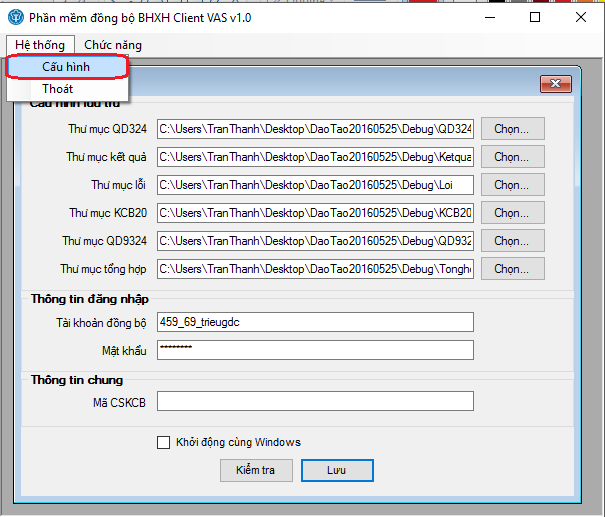 Phần mềm đồng bộ BHXH Client VAS v1.0
Hệ thống Chức năng
Cấu hình
Thoát
Cấu hình lưu trữ
Thư mục QD324 C:\Users\TranThanh\Desktop\DaoTao20160525\Debug\QD324 Chọn...
Thư mục kết quả C:\Users\TranThanh\Desktop\DaoTao20160525\Debug\Ketqua Chọn...
Thư mục lỗi C:\Users\TranThanh\Desktop\DaoTao20160525\Debug\Loi Chọn...
Thư mục KCB20 C:\Users\TranThanh\Desktop\DaoTao20160525\Debug\KCB20 Chọn...
Thư mục QD9324 C:\Users\TranThanh\Desktop\DaoTao20160525\Debug\QD932 Chọn...
Thư mục tổng hợp C:\Users\TranThanh\Desktop\DaoTao20160525\Debug\Tongho Chọn...
Thông tin đăng nhập
Tài khoản đồng bộ 459_69_trieugdc
Mật khẩu ********
Thông tin chung
Mã CSKCB
Khởi động cùng Windows
Kiểm tra Lưu